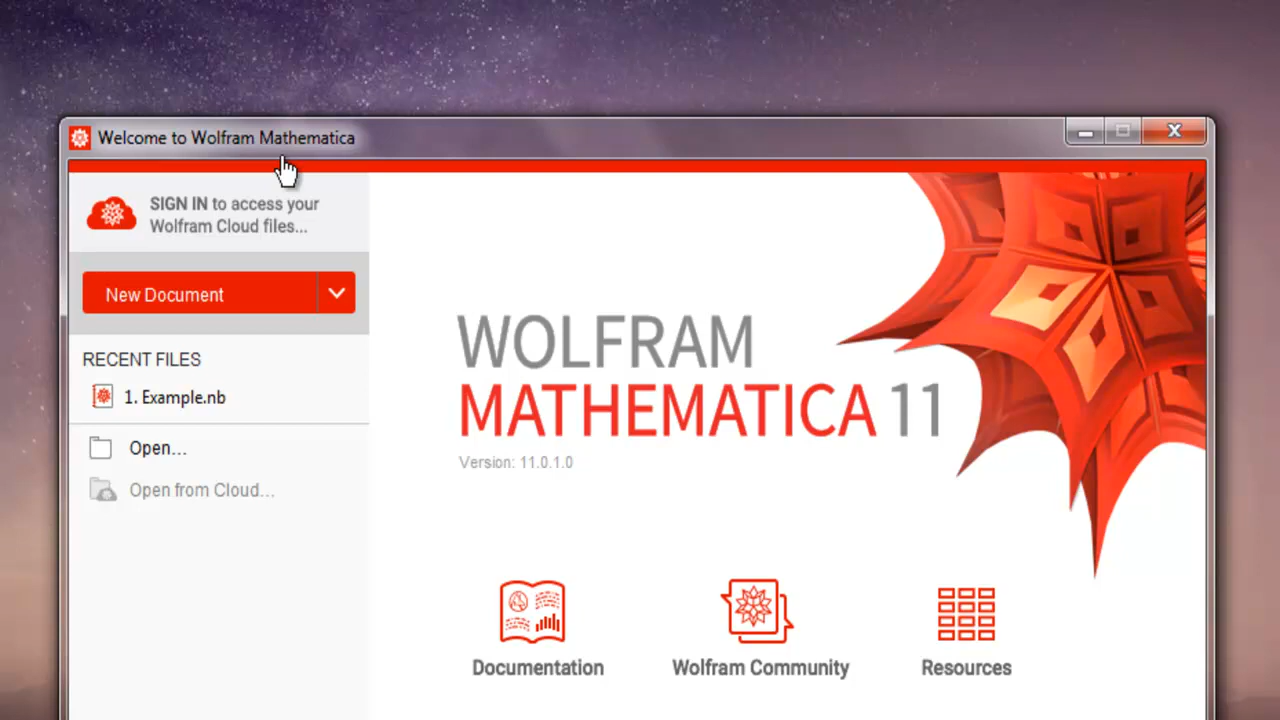 Welcome to Wolfram Mathematica
SIGN IN to access your
Wolfram Cloud files...
New Document
RECENT FILES
1. Example.nb
Open...
Open from Cloud...
WOLFRAM
MATHEMATICA 11
Version: 11.0.1.0
Documentation
Wolfram Community
Resources